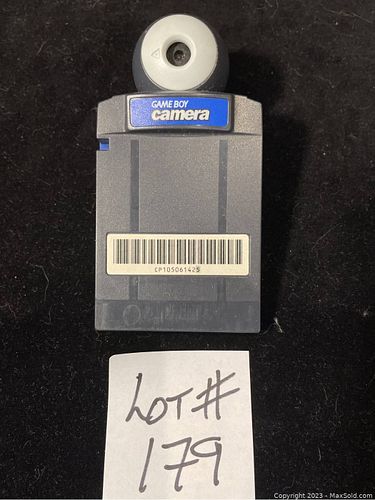 GAME BOY
camera
CP105061425
LOT#
179
Copyright 2023 - MaxSold.com